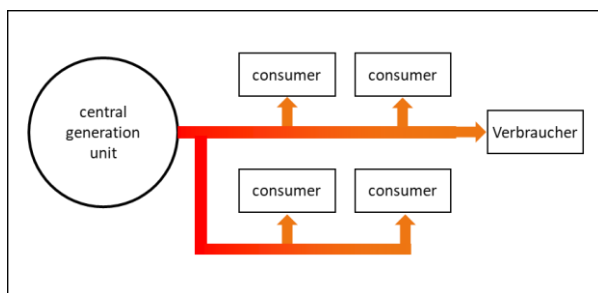 consumer
consumer
central
generation
unit
Verbraucher
consumer
consumer